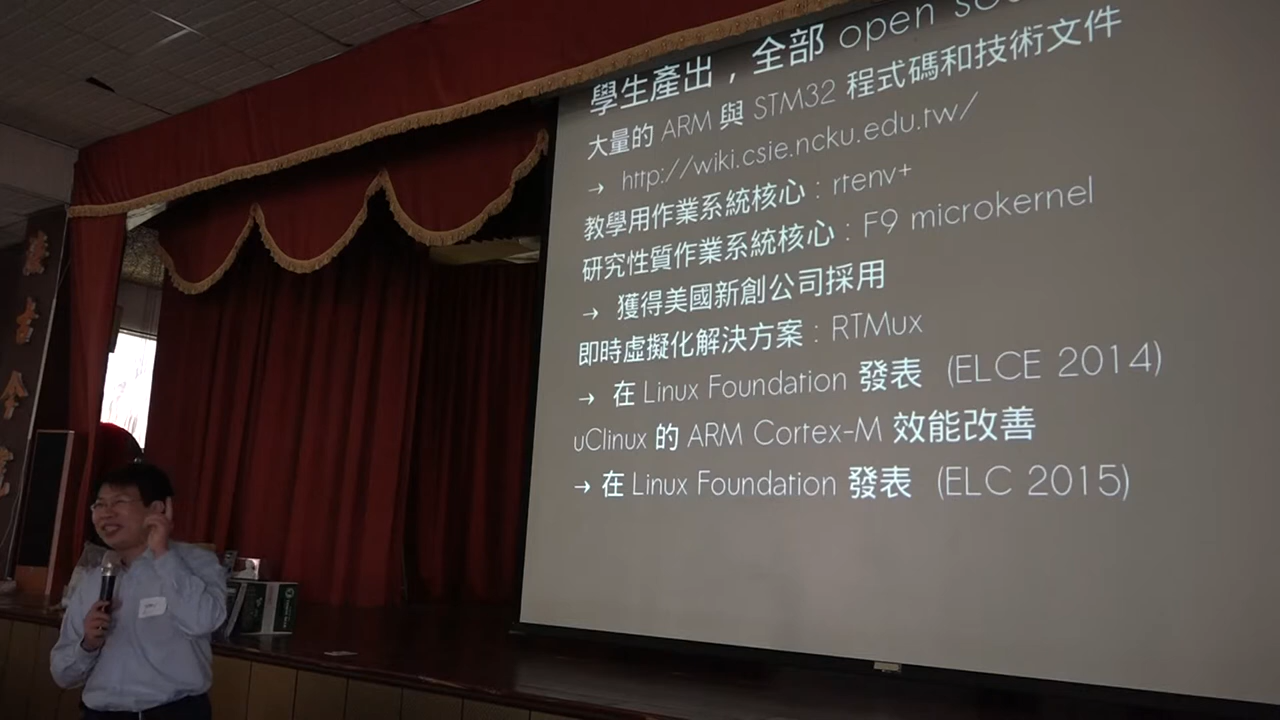 學生產出，全部 open
大量的 ARM 與 STM32 程式碼和技術文件
→ http://wiki.csie.ncku.edu.tw/
教學用作業系統核心 : rtenv+
研究性質作業系統核心 : F9 microkernel
→ 獲得美國新創公司採用
即時虛擬化解決方案 : RTMux
→ 在 Linux Foundation 發表 (ELCE 2014)
uClinux 的 ARM Cortex-M 效能改善
→ 在 Linux Foundation 發表 (ELC 2015)